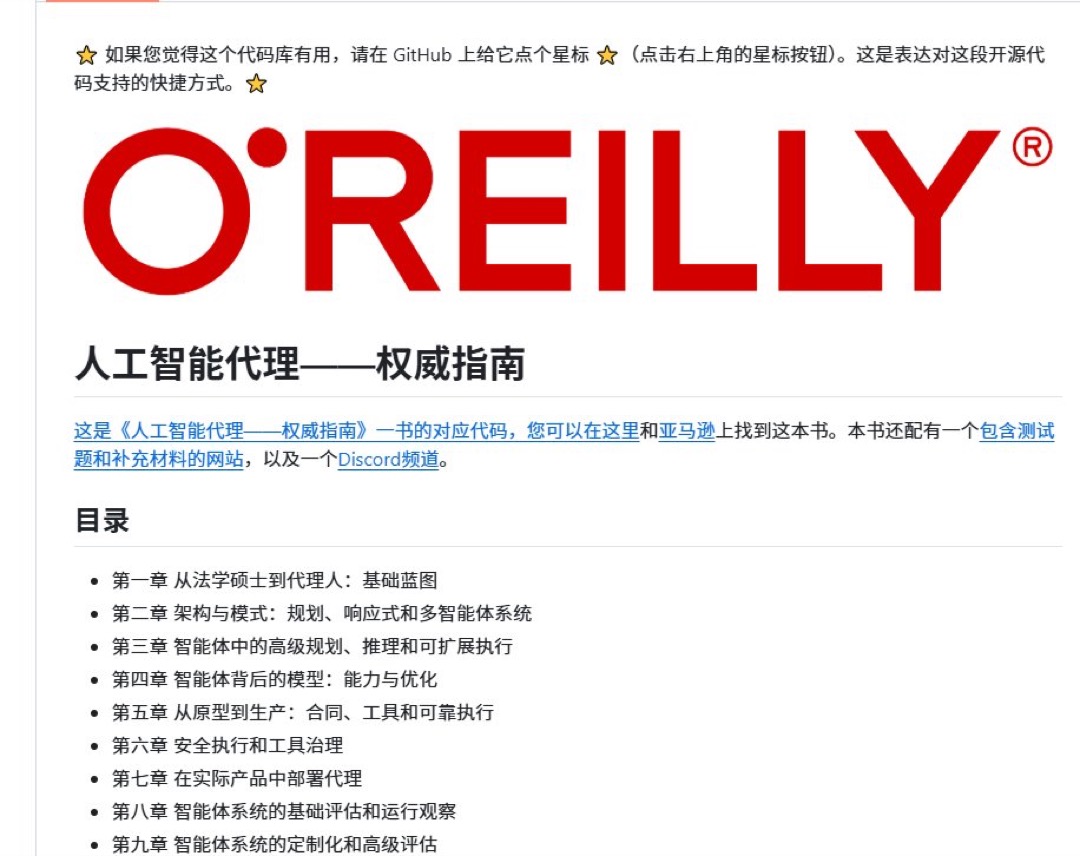 ⭐ 如果您觉得这个代码库有用，请在 GitHub 上给它点个星标 ⭐（点击右上角的星标按钮）。这是表达对这段开源代
码支持的快捷方式。⭐
O'REILLY®
人工智能代理——权威指南
这是《人工智能代理——权威指南》一书的对应代码，您可以在这里和亚马逊上找到这本书。本书还配有一个包含测试
题和补充材料的网站，以及一个Discord频道。
目录
• 第一章 从法学硕士到代理人：基础蓝图
• 第二章 架构与模式：规划、响应式和多智能体系统
• 第三章 智能体中的高级规划、推理和可扩展执行
• 第四章 智能体背后的模型：能力与优化
• 第五章 从原型到生产：合同、工具和可靠执行
• 第六章 安全执行和工具治理
• 第七章 在实际产品中部署代理
• 第八章 智能体系统的基础评估和运行观察
• 第九章 智能体系统的定制化和高级评估